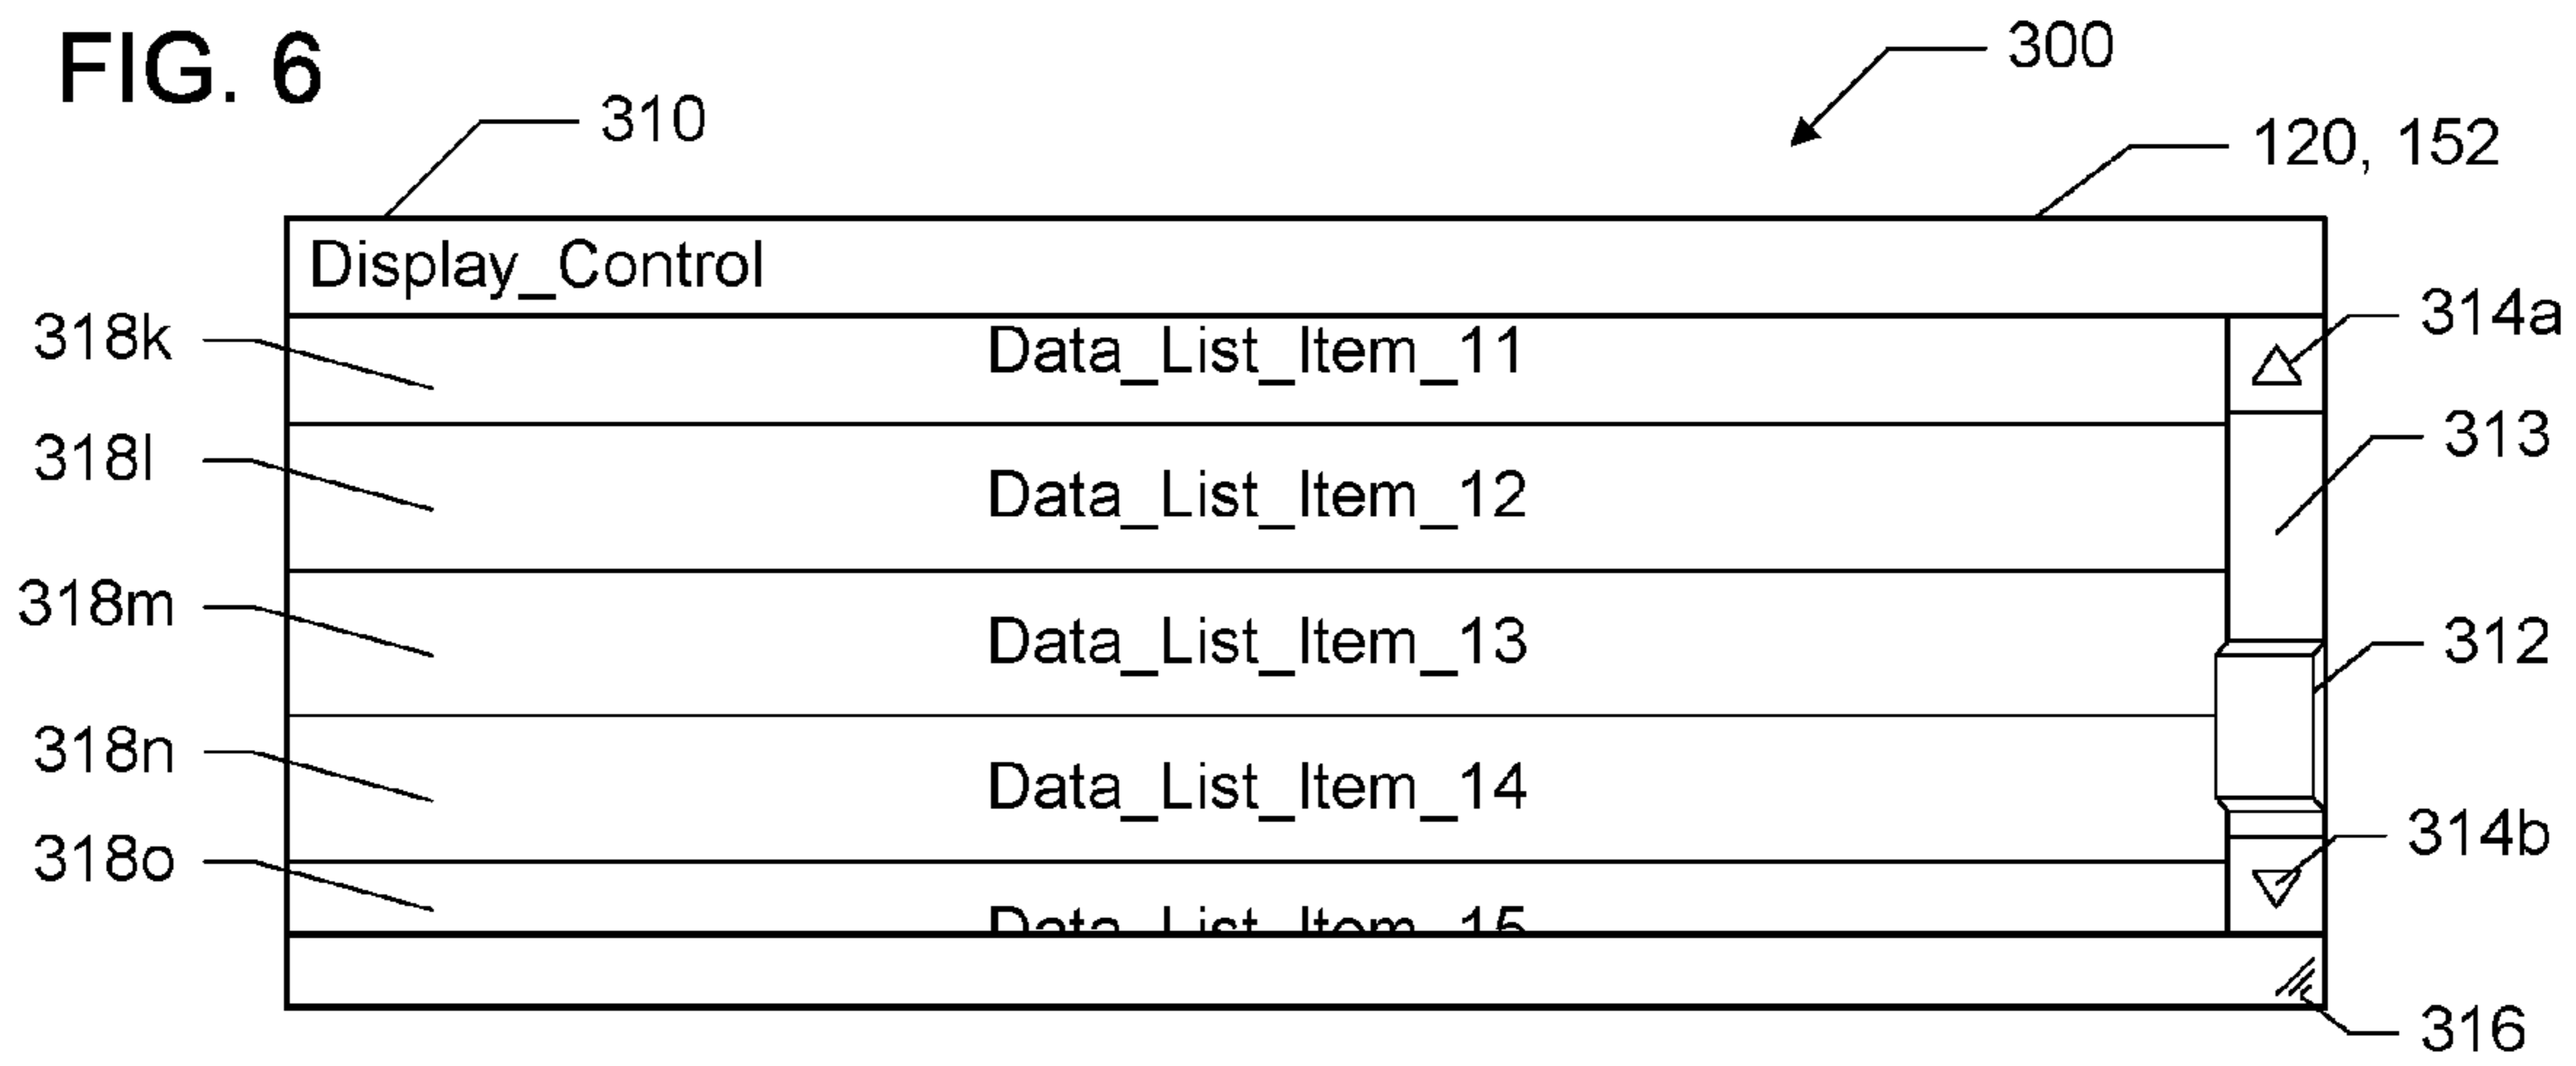 FIG. 6
300
310
120, 152
Display_Control
314a
318k
Data_List_Item_11
313
318l
Data_List_Item_12
318m
Data_List_Item_13
312
318n
Data_List_Item_14
314b
318o
Data_List_Item_15
316